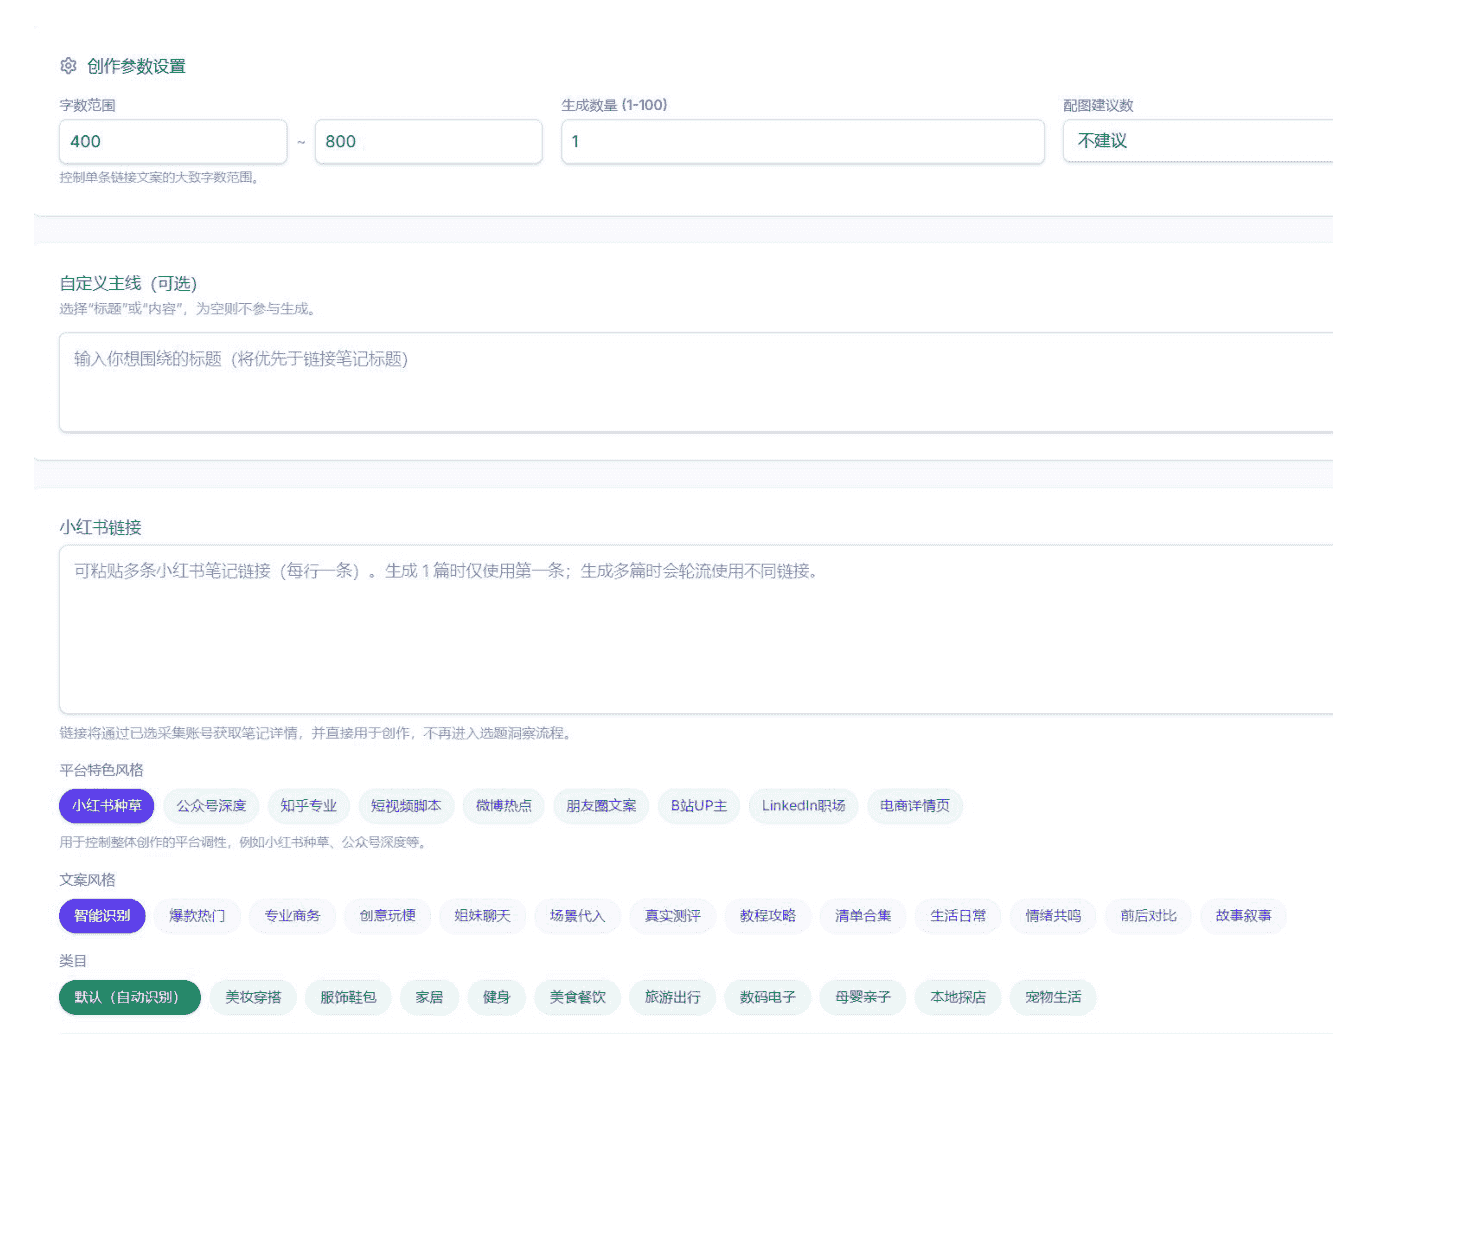 创作参数设置
字数范围 生成数量 (1-100) 配图建议数
400 ~ 800 1 不建议
控制单条链接文案的大致字数范围。
自定义主线（可选）
选择“标题”或“内容”，为空则不参与生成。
输入你想围绕的标题（将优先于链接笔记标题）
小红书链接
可粘贴多条小红书笔记链接（每行一条）。生成 1 篇时仅使用第一条；生成多篇时会轮流使用不同链接。
链接将通过已选采集账号获取笔记详情，并直接用于创作，不再进入选题洞察流程。
平台特色风格
小红书种草 公众号深度 知乎专业 短视频脚本 微博热点 朋友圈文案 B站UP主 LinkedIn职场 电商详情页
用于控制整体创作的平台调性，例如小红书种草、公众号深度等。
文案风格
智能识别 爆款热门 专业商务 创意玩梗 姐妹聊天 场景代入 真实测评 教程攻略 清单合集 生活日常 情绪共鸣 前后对比 故事叙事
类目
默认（自动识别） 美妆穿搭 服饰鞋包 家居 健身 美食餐饮 旅游出行 数码电子 母婴亲子 本地探店 宠物生活